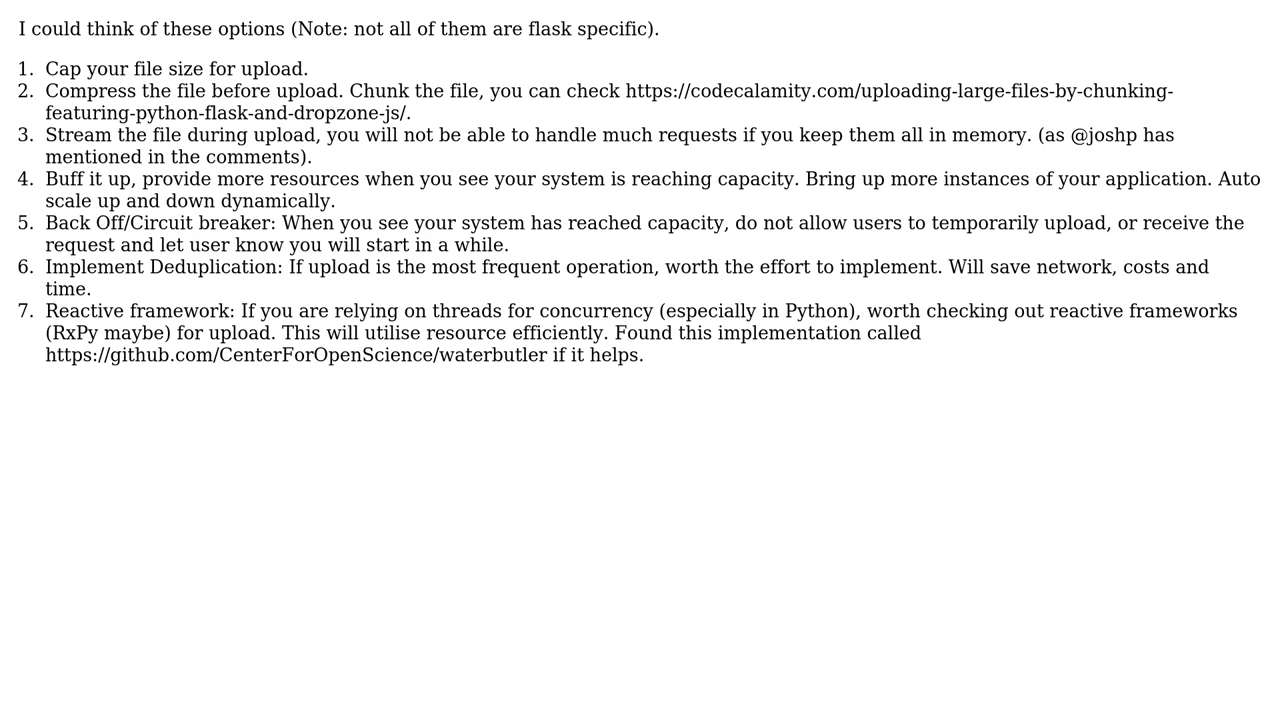 I could think of these options (Note: not all of them are flask specific).
1. Cap your file size for upload.
2. Compress the file before upload. Chunk the file, you can check https://codecalamity.com/uploading-large-files-by-chunking-
featuring-python-flask-and-dropzone-js/.
3. Stream the file during upload, you will not be able to handle much requests if you keep them all in memory. (as @joshp has
mentioned in the comments).
4. Buff it up, provide more resources when you see your system is reaching capacity. Bring up more instances of your application. Auto
scale up and down dynamically.
5. Back Off/Circuit breaker: When you see your system has reached capacity, do not allow users to temporarily upload, or receive the
request and let user know you will start in a while.
6. Implement Deduplication: If upload is the most frequent operation, worth the effort to implement. Will save network, costs and
time.
7. Reactive framework: If you are relying on threads for concurrency (especially in Python), worth checking out reactive frameworks
(RxPy maybe) for upload. This will utilise resource efficiently. Found this implementation called
https://github.com/CenterForOpenScience/waterbutler if it helps.